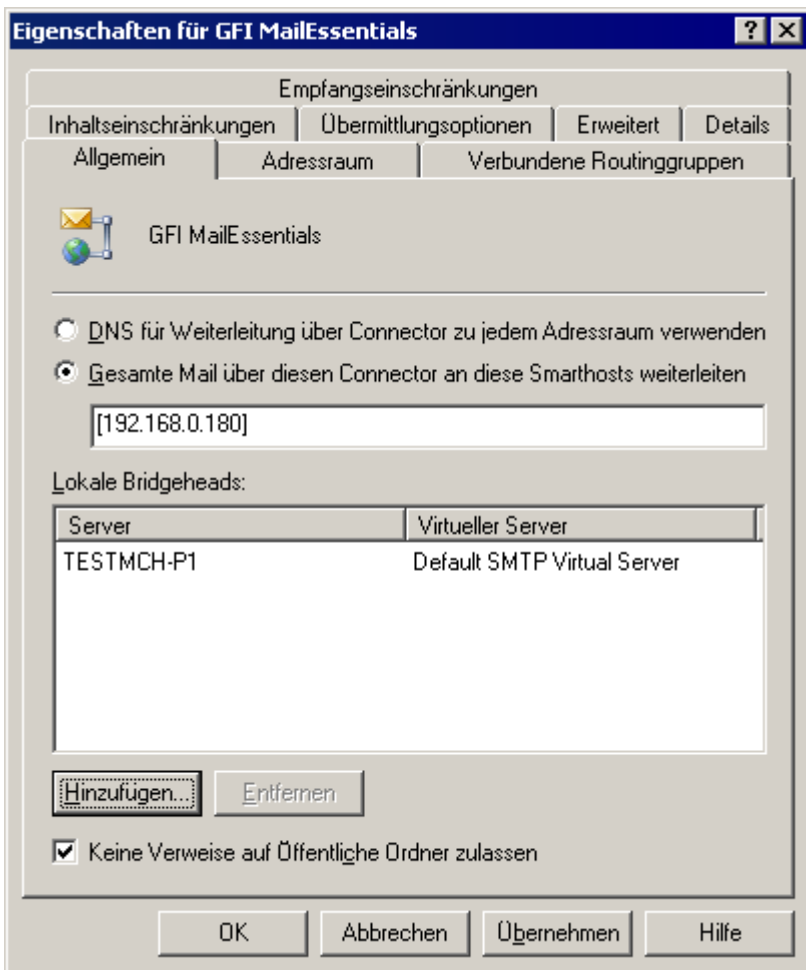 Eigenschaften für GFI MailEssentials
Empfangseinschränkungen
Inhaltseinschränkungen Übermittlungsoptionen Erweitert Details
Allgemein Adressraum Verbundene Routinggruppen
GFI MailEssentials
DNS für Weiterleitung über Connector zu jedem Adressraum verwenden
Gesamte Mail über diesen Connector an diese Smarthosts weiterleiten
[192.168.0.180]
Lokale Bridgeheads:
Server Virtueller Server
TESTMCH-P1 Default SMTP Virtual Server
Hinzufügen... Entfernen
Keine Verweise auf Öffentliche Ordner zulassen
OK Abbrechen Übernehmen Hilfe